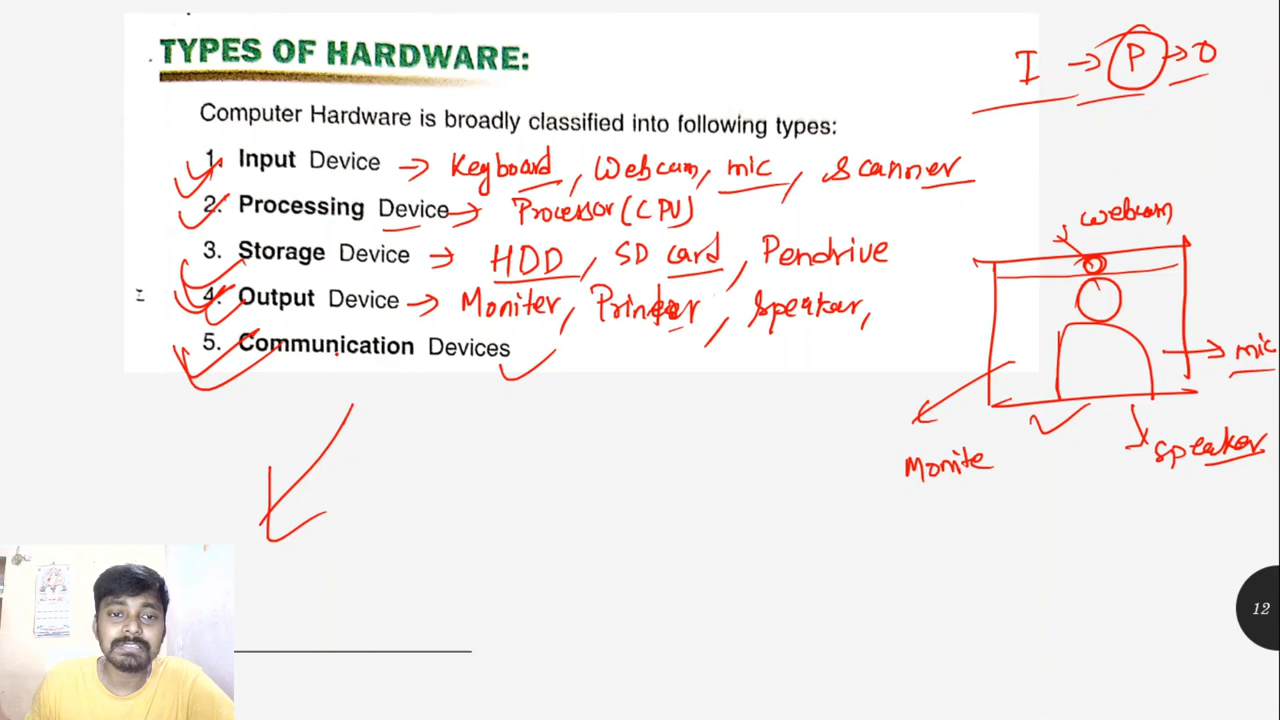 TYPES OF HARDWARE:
I → P → O
Computer Hardware is broadly classified into following types:
1. Input Device → Keyboard, Webcam, mic, Scanner
2. Processing Device → Processor (CPU)
3. Storage Device → HDD, SD card, Pendrive
4. Output Device → Moniter, Printer, Speaker,
5. Communication Devices
webcam
mic
speaker
Monite
12